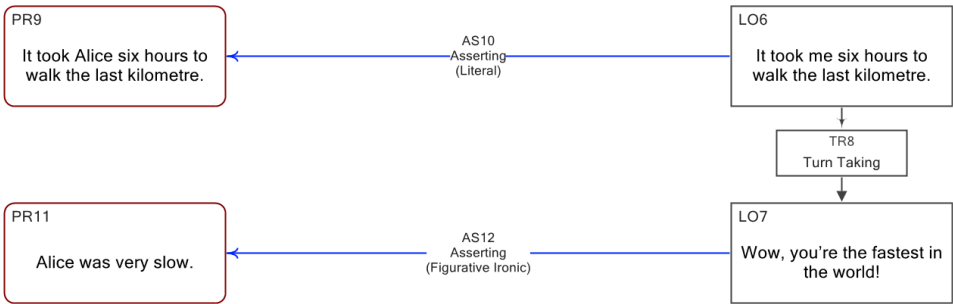 PR9
It took Alice six hours to
walk the last kilometre.
AS10
Asserting
(Literal)
LO6
It took me six hours to
walk the last kilometre.
TR8
Turn Taking
PR11
Alice was very slow.
AS12
Asserting
(Figurative Ironic)
LO7
Wow, you’re the fastest in
the world!